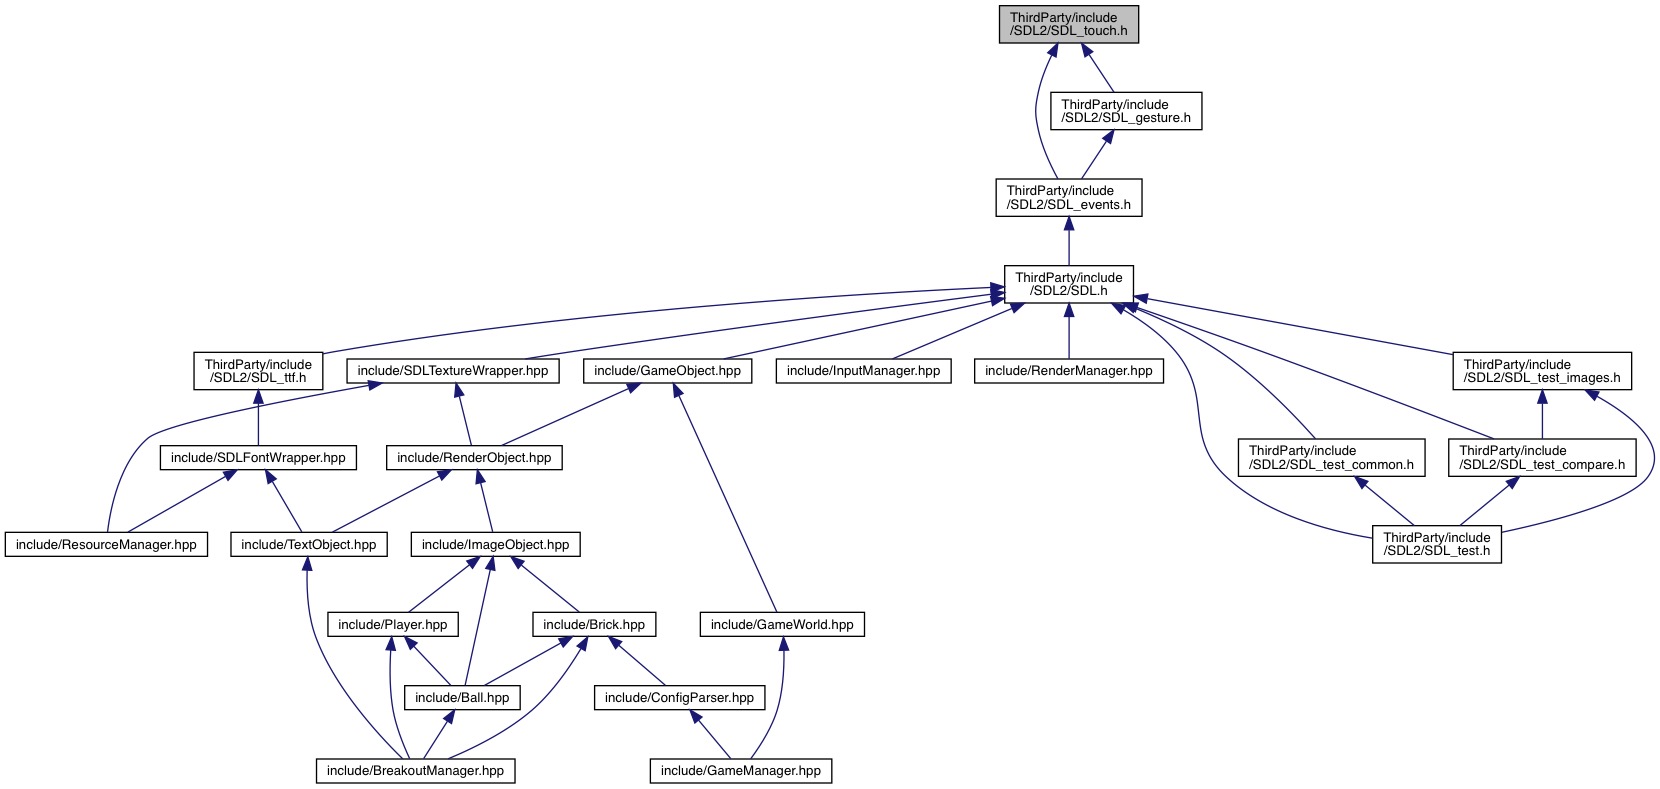 ThirdParty/include
/SDL2/SDL_touch.h
ThirdParty/include
/SDL2/SDL_gesture.h
ThirdParty/include
/SDL2/SDL_events.h
ThirdParty/include
/SDL2/SDL.h
ThirdParty/include
/SDL2/SDL_ttf.h
include/SDLTextureWrapper.hpp
include/GameObject.hpp
include/InputManager.hpp
include/RenderManager.hpp
ThirdParty/include
/SDL2/SDL_test_images.h
include/SDLFontWrapper.hpp
include/RenderObject.hpp
ThirdParty/include
/SDL2/SDL_test_common.h
ThirdParty/include
/SDL2/SDL_test_compare.h
include/ResourceManager.hpp
include/TextObject.hpp
include/ImageObject.hpp
ThirdParty/include
/SDL2/SDL_test.h
include/Player.hpp
include/Brick.hpp
include/GameWorld.hpp
include/Ball.hpp
include/ConfigParser.hpp
include/BreakoutManager.hpp
include/GameManager.hpp